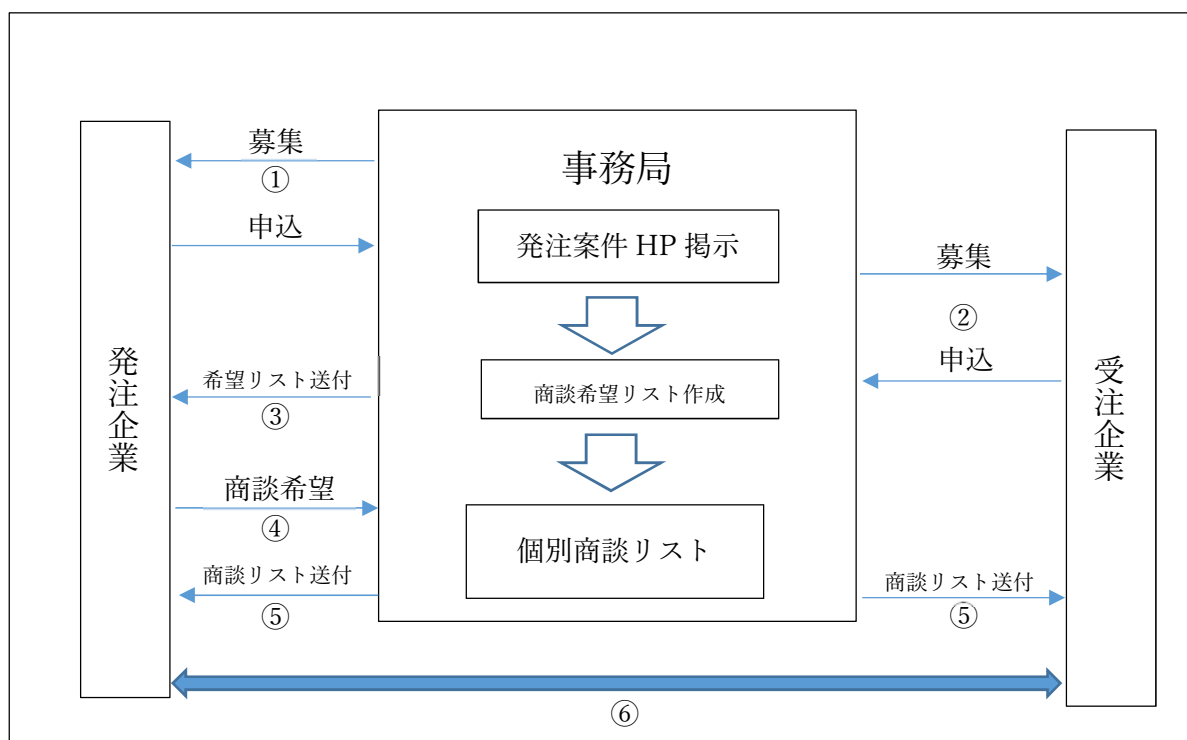 募集
①
申込
事務局
発注案件 HP 掲示
募集
②
申込
発注企業
希望リスト送付
③
商談希望リスト作成
受注企業
商談希望
④
個別商談リスト
商談リスト送付
⑤
商談リスト送付
⑤
⑥